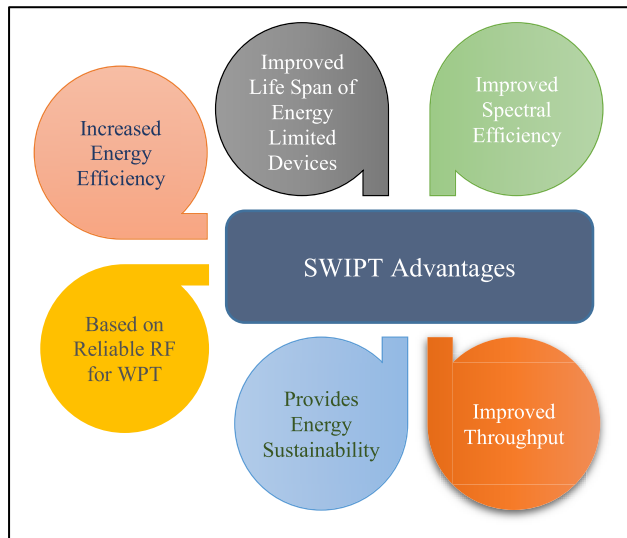 Improved
Life Span of
Energy
Limited
Devices
Improved
Spectral
Efficiency
Increased
Energy
Efficiency
SWIPT Advantages
Based on
Reliable RF
for WPT
Provides
Energy
Sustainability
Improved
Throughput